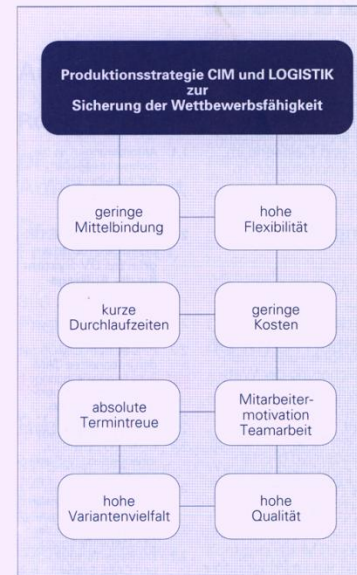 Produktionsstrategie CIM und LOGISTIK
zur
Sicherung der Wettbewerbsfähigkeit
geringe
Mittelbindung
hohe
Flexibilität
kurze
Durchlaufzeiten
geringe
Kosten
absolute
Termintreue
Mitarbeiter-
motivation
Teamarbeit
hohe
Variantenvielfalt
hohe
Qualität